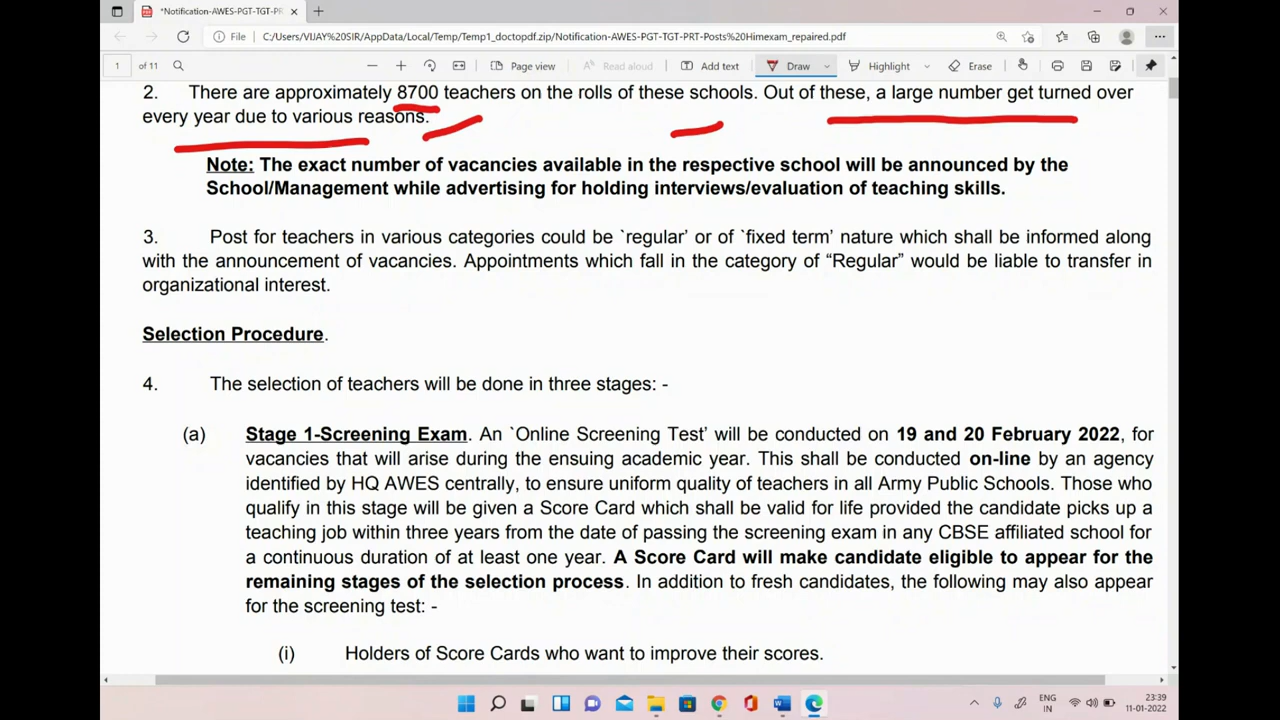 *Notification-AWES-PGT-TGT-PRT-
File C:/Users/VIJAY %20SIR/AppData/Local/Temp/Temp1_doctopdf.zip/Notification-AWES-PGT-TGT-PRT-Posts%20Himexam_repaired.pdf
1 of 11 Page view Read aloud Add text Draw Highlight Erase
2. There are approximately 8700 teachers on the rolls of these schools. Out of these, a large number get turned over
every year due to various reasons.
Note: The exact number of vacancies available in the respective school will be announced by the
School/Management while advertising for holding interviews/evaluation of teaching skills.
3. Post for teachers in various categories could be `regular' or of `fixed term' nature which shall be informed along
with the announcement of vacancies. Appointments which fall in the category of “Regular” would be liable to transfer in
organizational interest.
Selection Procedure.
4. The selection of teachers will be done in three stages: -
(a) Stage 1-Screening Exam. An `Online Screening Test' will be conducted on 19 and 20 February 2022, for
vacancies that will arise during the ensuing academic year. This shall be conducted on-line by an agency
identified by HQ AWES centrally, to ensure uniform quality of teachers in all Army Public Schools. Those who
qualify in this stage will be given a Score Card which shall be valid for life provided the candidate picks up a
teaching job within three years from the date of passing the screening exam in any CBSE affiliated school for
a continuous duration of at least one year. A Score Card will make candidate eligible to appear for the
remaining stages of the selection process. In addition to fresh candidates, the following may also appear
for the screening test: -
(i) Holders of Score Cards who want to improve their scores.
ENG 23:39
IN 11-01-2022